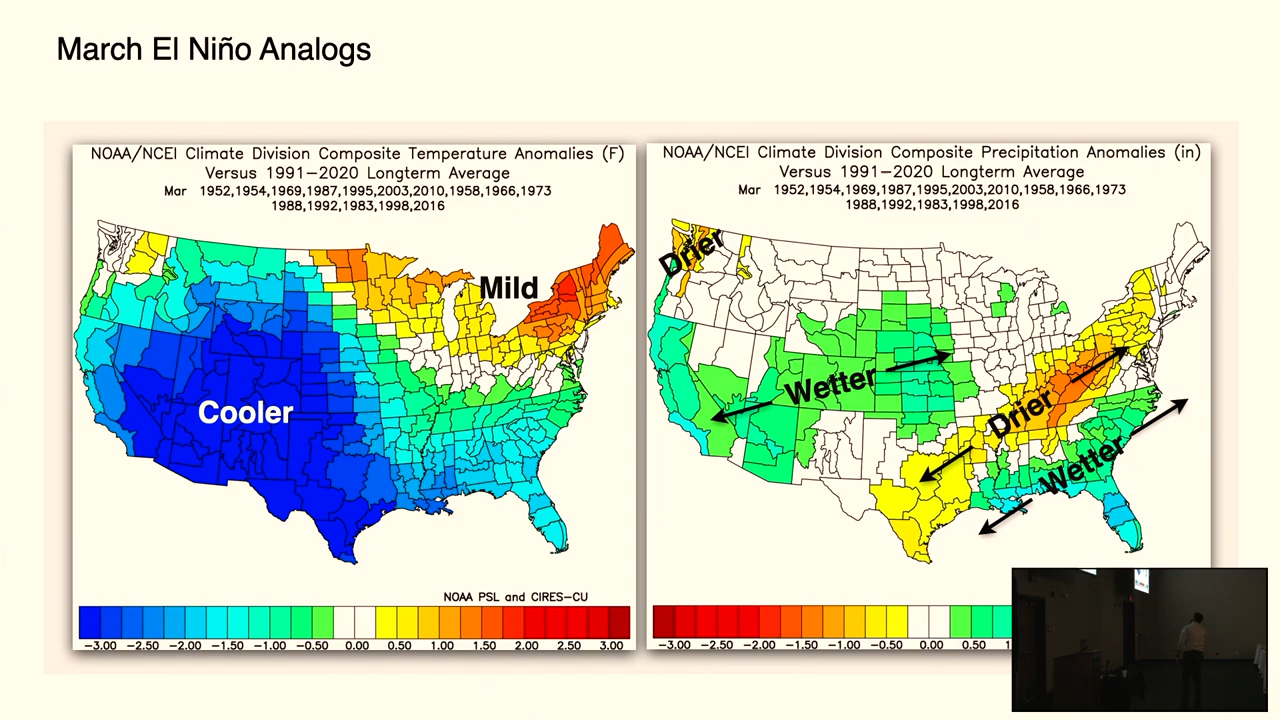 March El Niño Analogs
NOAA/NCEI Climate Division Composite Temperature Anomalies (F)
Versus 1991–2020 Longterm Average
Mar 1952,1954,1969,1987,1995,2003,2010,1958,1966,1973
1988,1992,1983,1998,2016
Mild
Cooler
NOAA PSL and CIRES-CU
-3.00 -2.50 -2.00 -1.50 -1.00 -0.50 0.00 0.50 1.00 1.50 2.00 2.50 3.00
NOAA/NCEI Climate Division Composite Precipitation Anomalies (in)
Versus 1991–2020 Longterm Average
Mar 1952,1954,1969,1987,1995,2003,2010,1958,1966,1973
1988,1992,1983,1998,2016
Drier
Wetter
Drier
Wetter
-3.00 -2.50 -2.00 -1.50 -1.00 -0.50 0.00 0.50